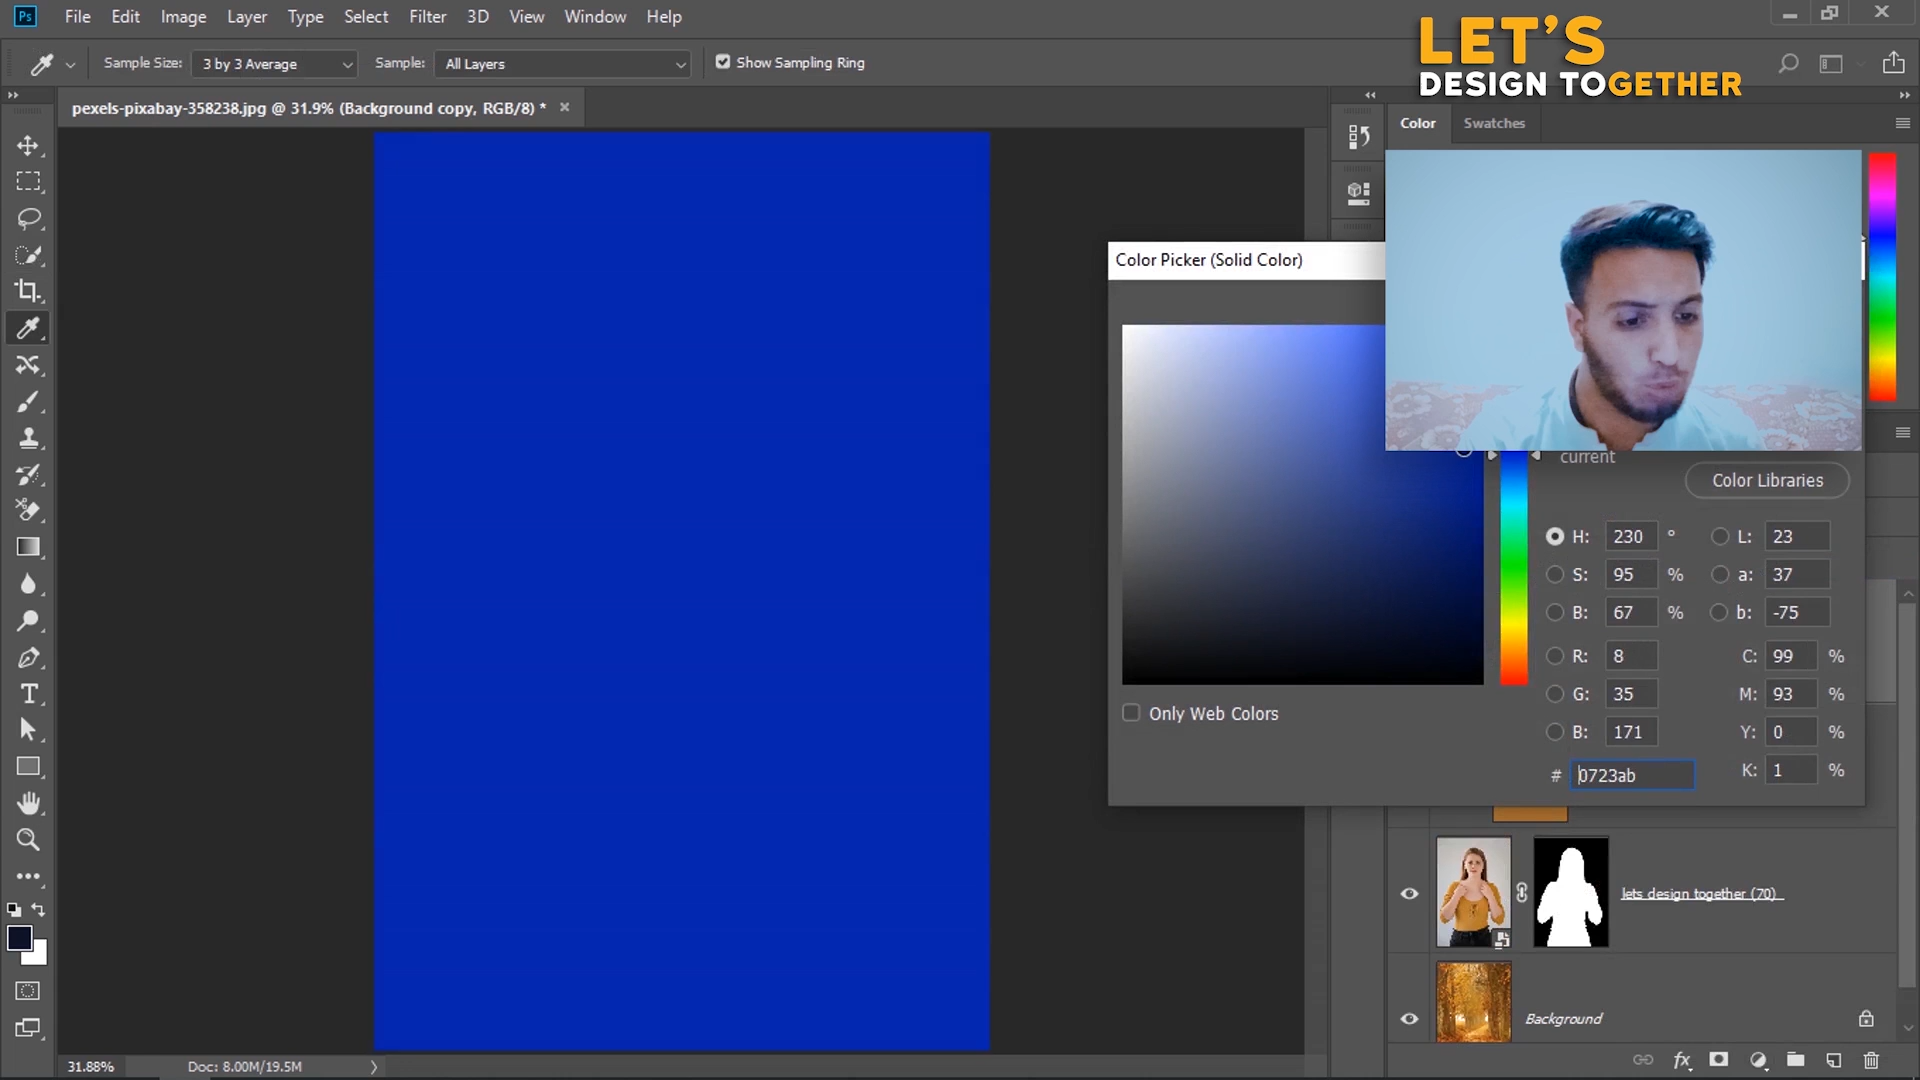 Ps File Edit Image Layer Type Select Filter 3D View Window Help
LET'S
DESIGN TOGETHER
Sample Size: 3 by 3 Average Sample: All Layers Show Sampling Ring
pexels-pixabay-358238.jpg @ 31.9% (Background copy, RGB/8) *
Color Swatches
Color Picker (Solid Color)
current
Color Libraries
H: 230 ° L: 23
S: 95 % a: 37
B: 67 % b: -75
R: 8 C: 99 %
G: 35 M: 93 %
B: 171 Y: 0 %
# 0723ab K: 1 %
Only Web Colors
lets design together (70)
Background
31.88% Doc: 8.00M/19.5M